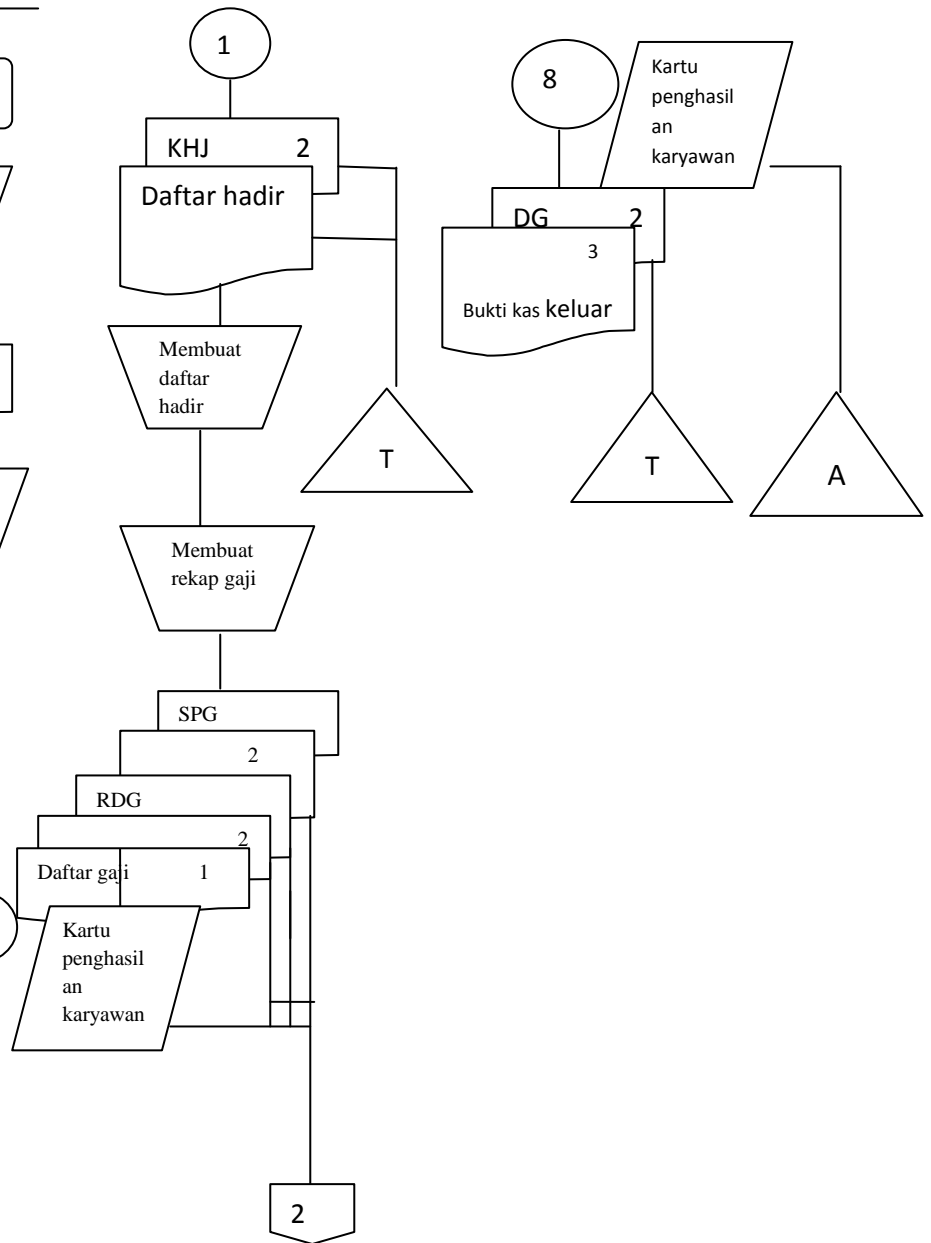 1
KHJ 2
Daftar hadir
Membuat
daftar
hadir
T
Membuat
rekap gaji
SPG
2
RDG
2
Daftar gaji 1
Kartu
penghasil
an
karyawan
2
8
Kartu
penghasil
an
karyawan
DG 2
3
Bukti kas keluar
T
A